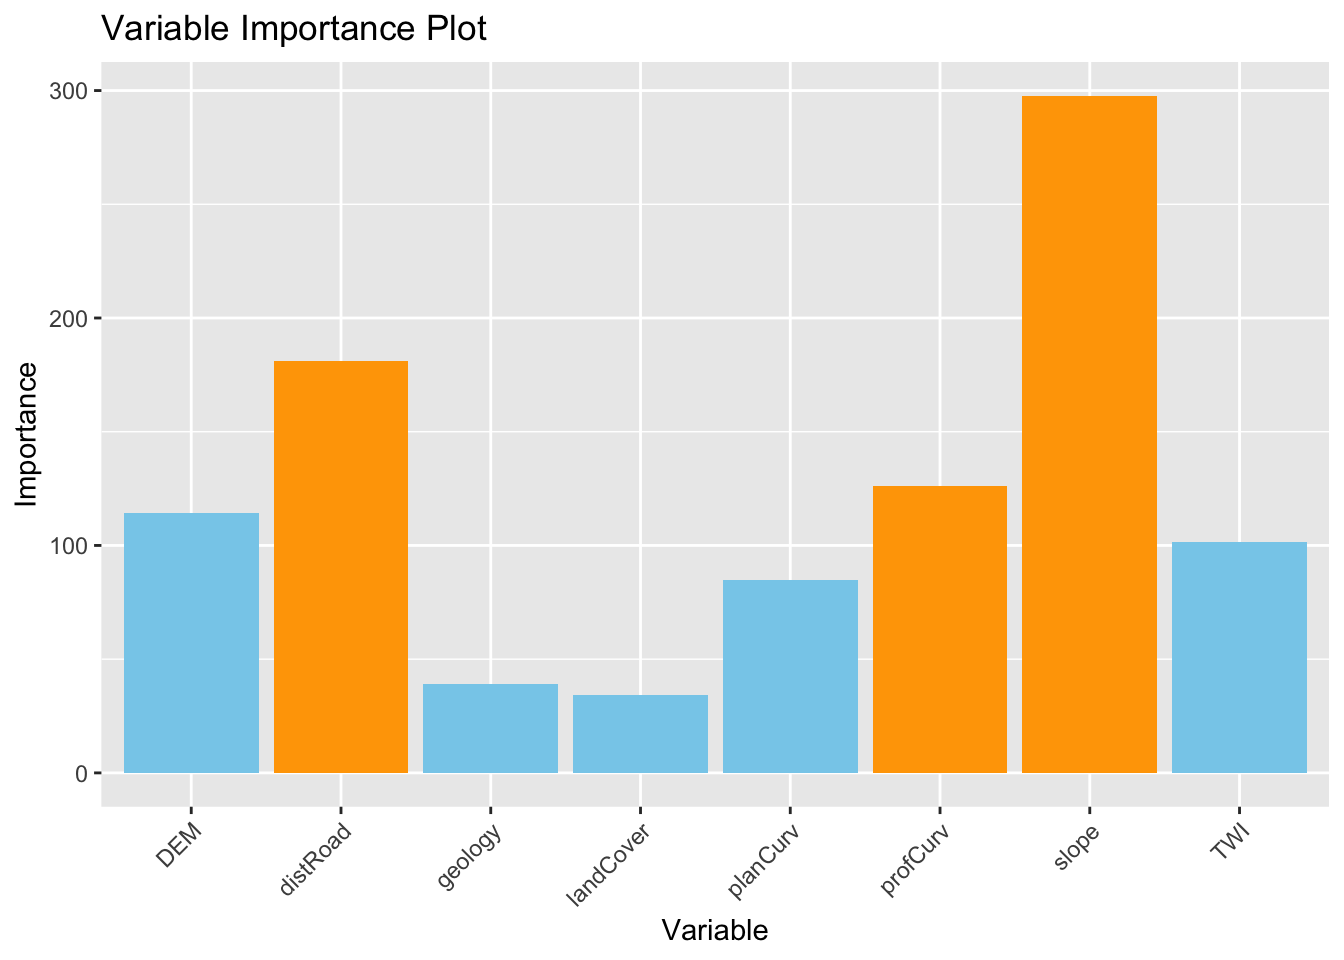 Variable Importance Plot
300
200
100
0
Importance
DEM
distRoad
geology
landCover
planCurv
profCurv
slope
TWI
Variable